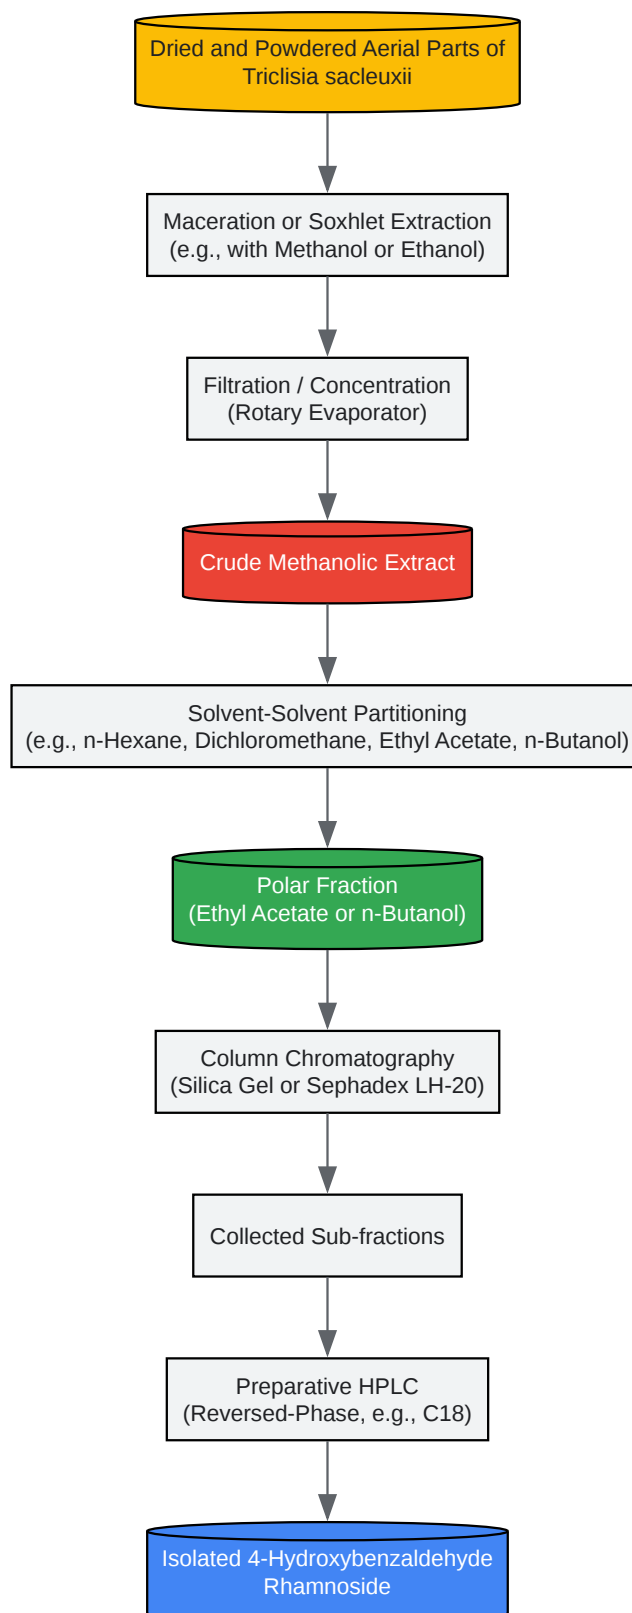 Dried and Powdered Aerial Parts of
Triclisia sacleuxii
Maceration or Soxhlet Extraction
(e.g., with Methanol or Ethanol)
Filtration / Concentration
(Rotary Evaporator)
Crude Methanolic Extract
Solvent-Solvent Partitioning
(e.g., n-Hexane, Dichloromethane, Ethyl Acetate, n-Butanol)
Polar Fraction
(Ethyl Acetate or n-Butanol)
Column Chromatography
(Silica Gel or Sephadex LH-20)
Collected Sub-fractions
Preparative HPLC
(Reversed-Phase, e.g., C18)
Isolated 4-Hydroxybenzaldehyde
Rhamnoside